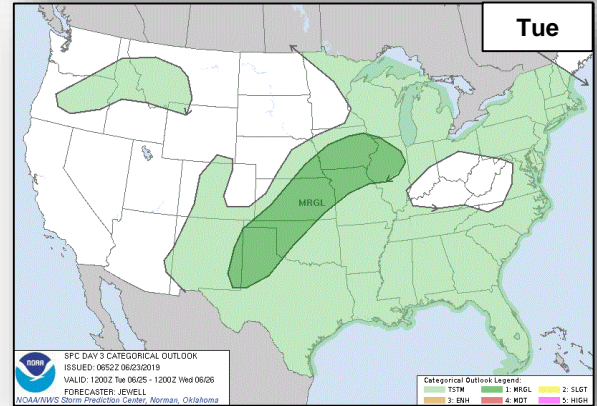 Tue
MRGL
NOAA
SPC DAY 3 CATEGORICAL OUTLOOK
ISSUED: 0652Z 06/23/2019
VALID: 1200Z Tue 06/25 - 1200Z Wed 06/26
FORECASTER: JEWELL
NOAA/NWS Storm Prediction Center, Norman, Oklahoma
Categorical Outlook Legend:
TSTM 1: MRGL 2: SLGT
3: ENH 4: MDT 5: HIGH